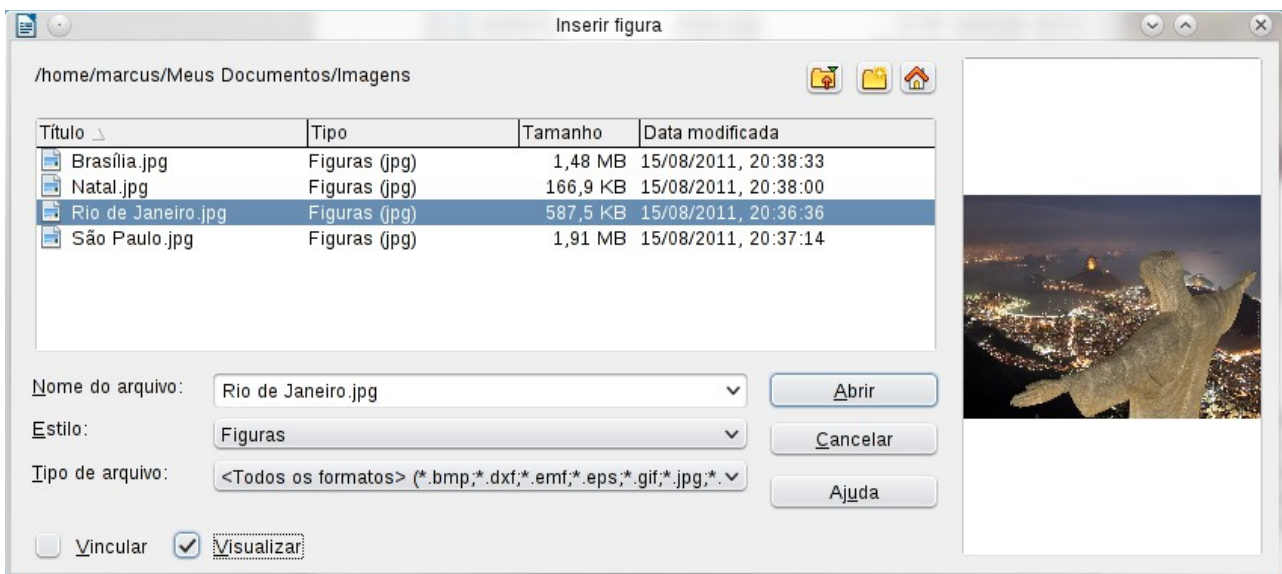 Inserir figura
/home/marcus/Meus Documentos/Imagens
Título Tipo Tamanho Data modificada
Brasília.jpg Figuras (jpg) 1,48 MB 15/08/2011, 20:38:33
Natal.jpg Figuras (jpg) 166,9 KB 15/08/2011, 20:38:00
Rio de Janeiro.jpg Figuras (jpg) 587,5 KB 15/08/2011, 20:36:36
São Paulo.jpg Figuras (jpg) 1,91 MB 15/08/2011, 20:37:14
Nome do arquivo: Rio de Janeiro.jpg Abrir
Estilo: Figuras Cancelar
Tipo de arquivo: <Todos os formatos> (*.bmp;*.dxf;*.emf;*.eps;*.gif;*.jpg;*. Ajuda
Vincular Visualizar